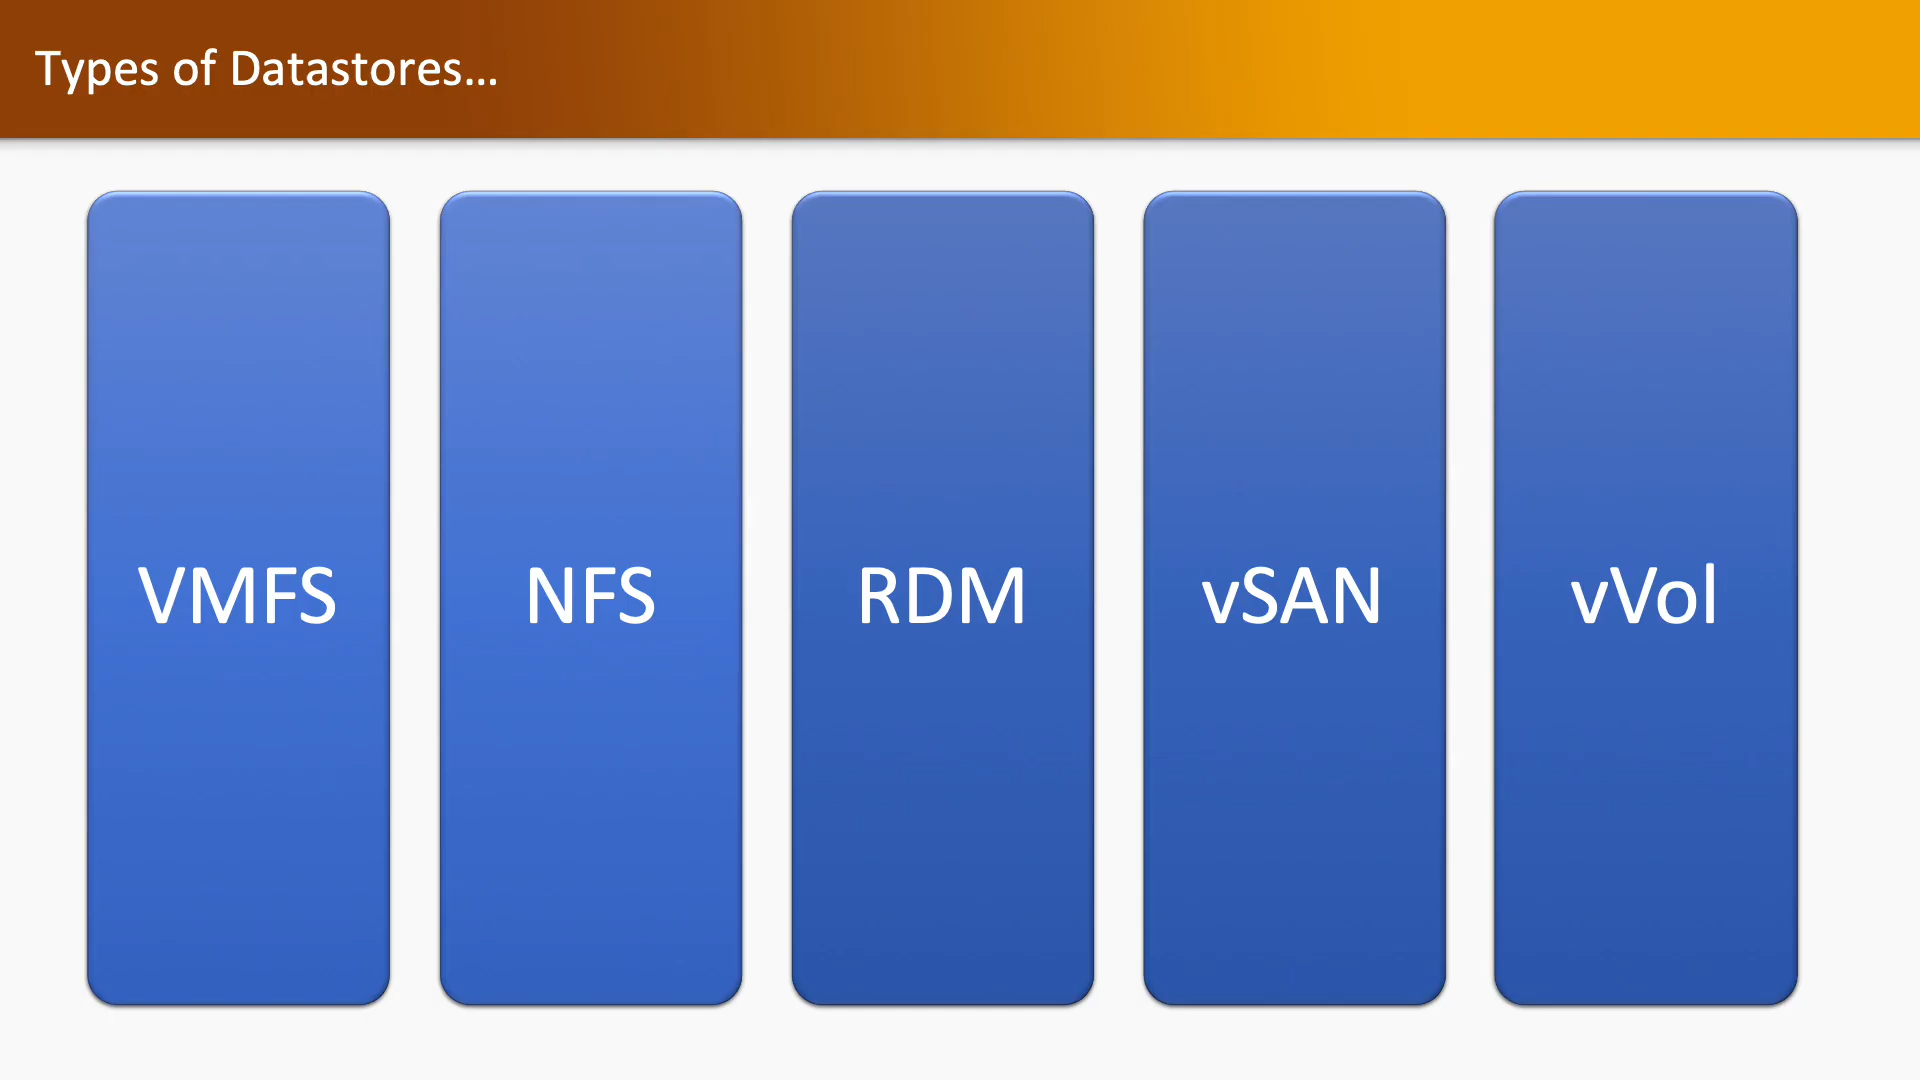 Types of Datastores...
VMFS
NFS
RDM
vSAN
vVol